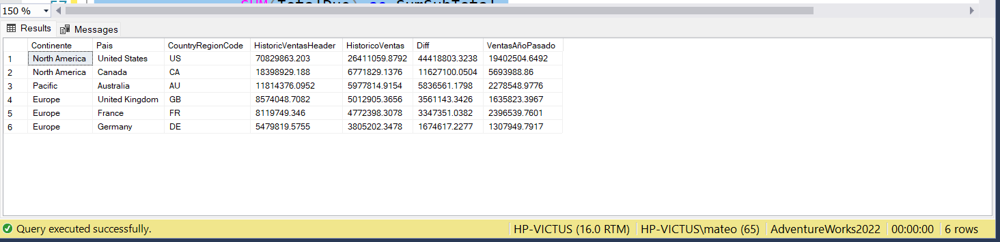 150 %
57 SUM(TotalDue) as SumSubTotal
Results Messages
Continente Pais CountryRegionCode HistoricVentasHeader HistoricoVentas Diff VentasAñoPasado
1 North America United States US 70829863.203 26411059.8792 44418803.3238 19402504.6492
2 North America Canada CA 18398929.188 6771829.1376 11627100.0504 5693988.86
3 Pacific Australia AU 11814376.0952 5977814.9154 5836561.1798 2278548.9776
4 Europe United Kingdom GB 8574048.7082 5012905.3656 3561143.3426 1635823.3967
5 Europe France FR 8119749.346 4772398.3078 3347351.0382 2396539.7601
6 Europe Germany DE 5479819.5755 3805202.3478 1674617.2277 1307949.7917
Query executed successfully. HP-VICTUS (16.0 RTM) HP-VICTUS\mateo (65) AdventureWorks2022 00:00:00 6 rows